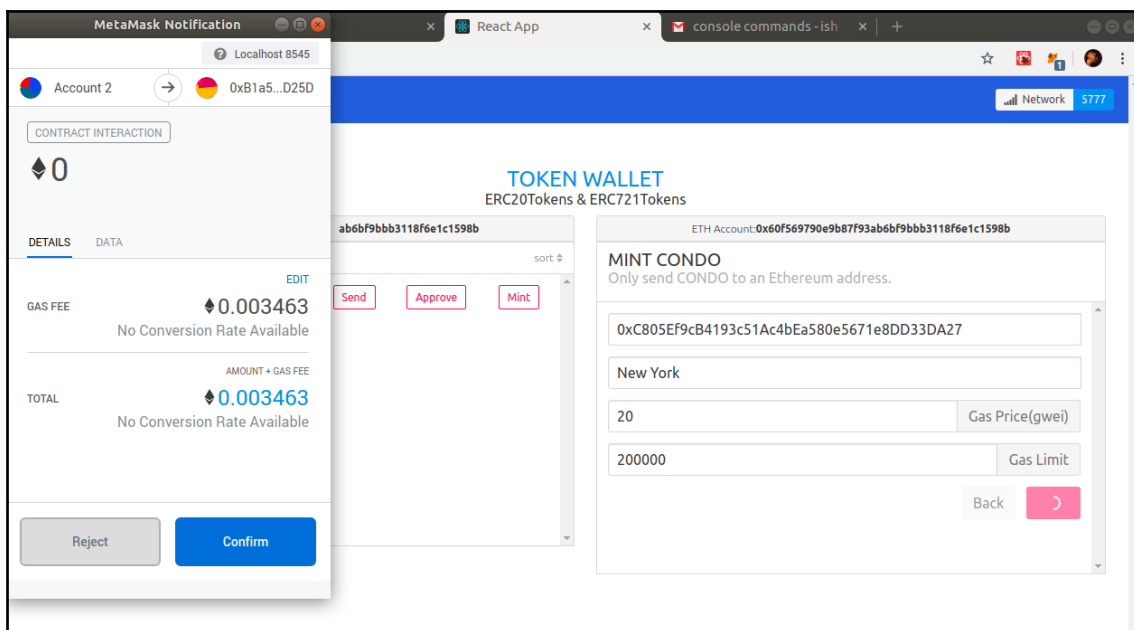 MetaMask Notification
Localhost 8545
Account 2
0xB1a5...D25D
CONTRACT INTERACTION
0
DETAILS DATA
EDIT
GAS FEE 0.003463
No Conversion Rate Available
AMOUNT + GAS FEE
TOTAL 0.003463
No Conversion Rate Available
Reject Confirm
React App
console commands - ish
1
Network 5777
TOKEN WALLET
ERC20Tokens & ERC721Tokens
ab6bf9bbb3118f6e1c1598b
sort
Send Approve Mint
ETH Account:0x60f569790e9b87f93ab6bf9bbb3118f6e1c1598b
MINT CONDO
Only send CONDO to an Ethereum address.
0xC805Ef9cB4193c51Ac4bEa580e5671e8DD33DA27
New York
20 Gas Price(gwei)
200000 Gas Limit
Back